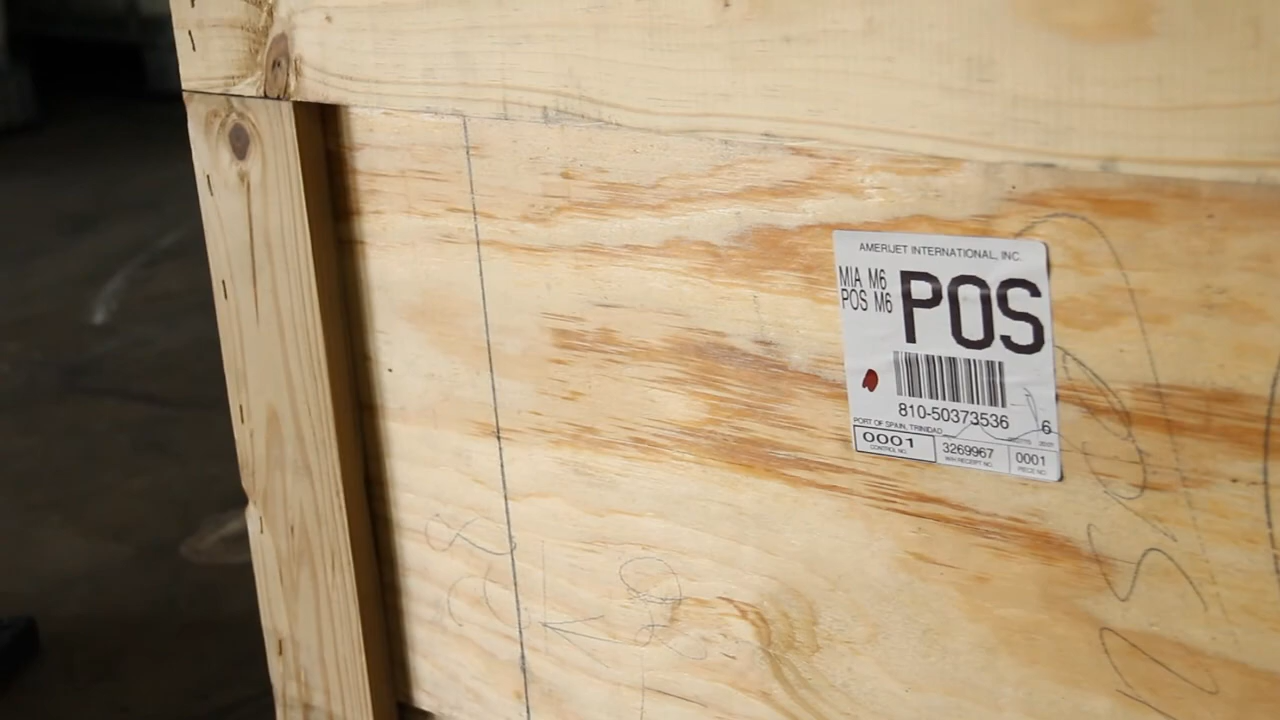 AMERIJET INTERNATIONAL, INC.
MIA M6
POS M6
POS
810-50373536
PORT OF SPAIN, TRINIDAD
6
0001
CONTROL NO.
3269967
W/H RECEIPT NO.
0001
PIECE NO.